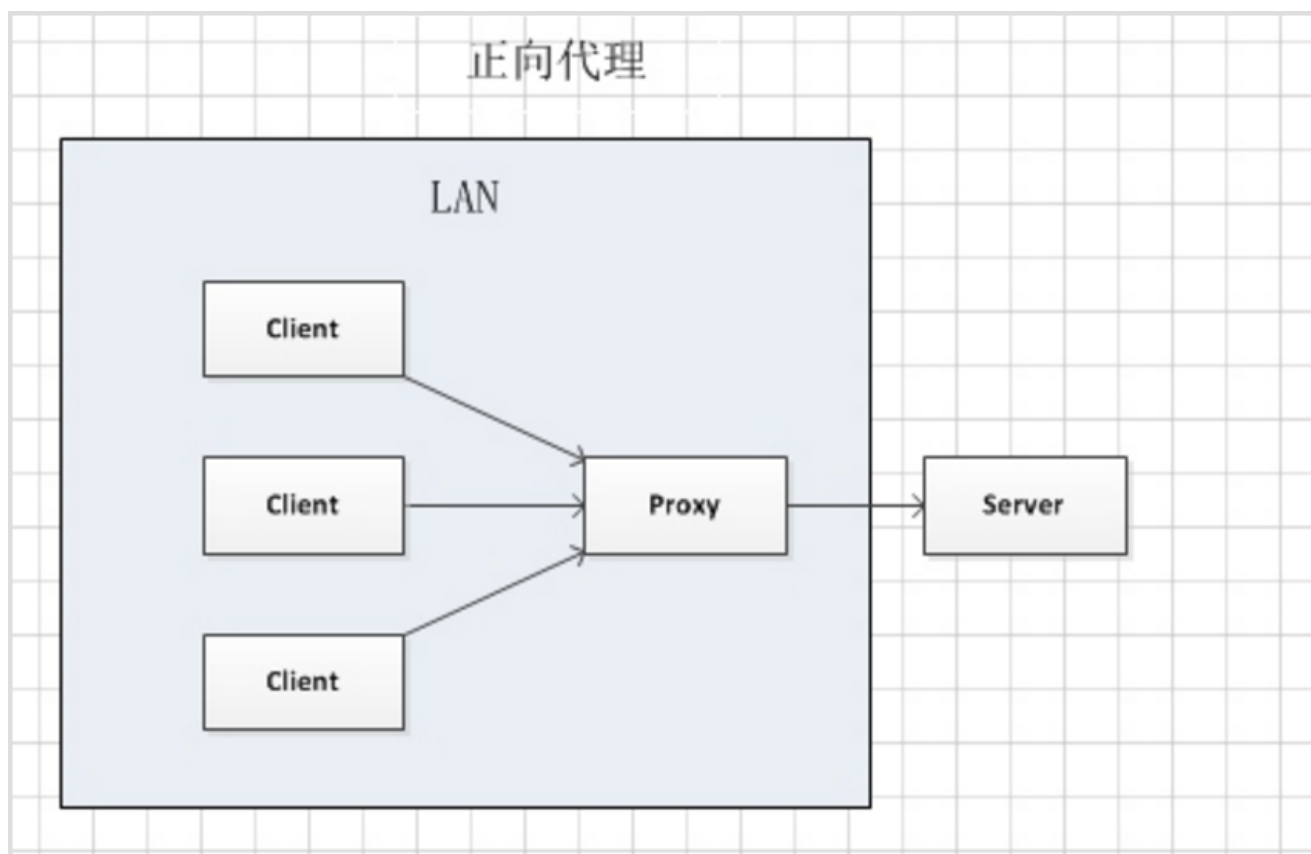 正向代理
LAN
Client
Client
Proxy
Server
Client